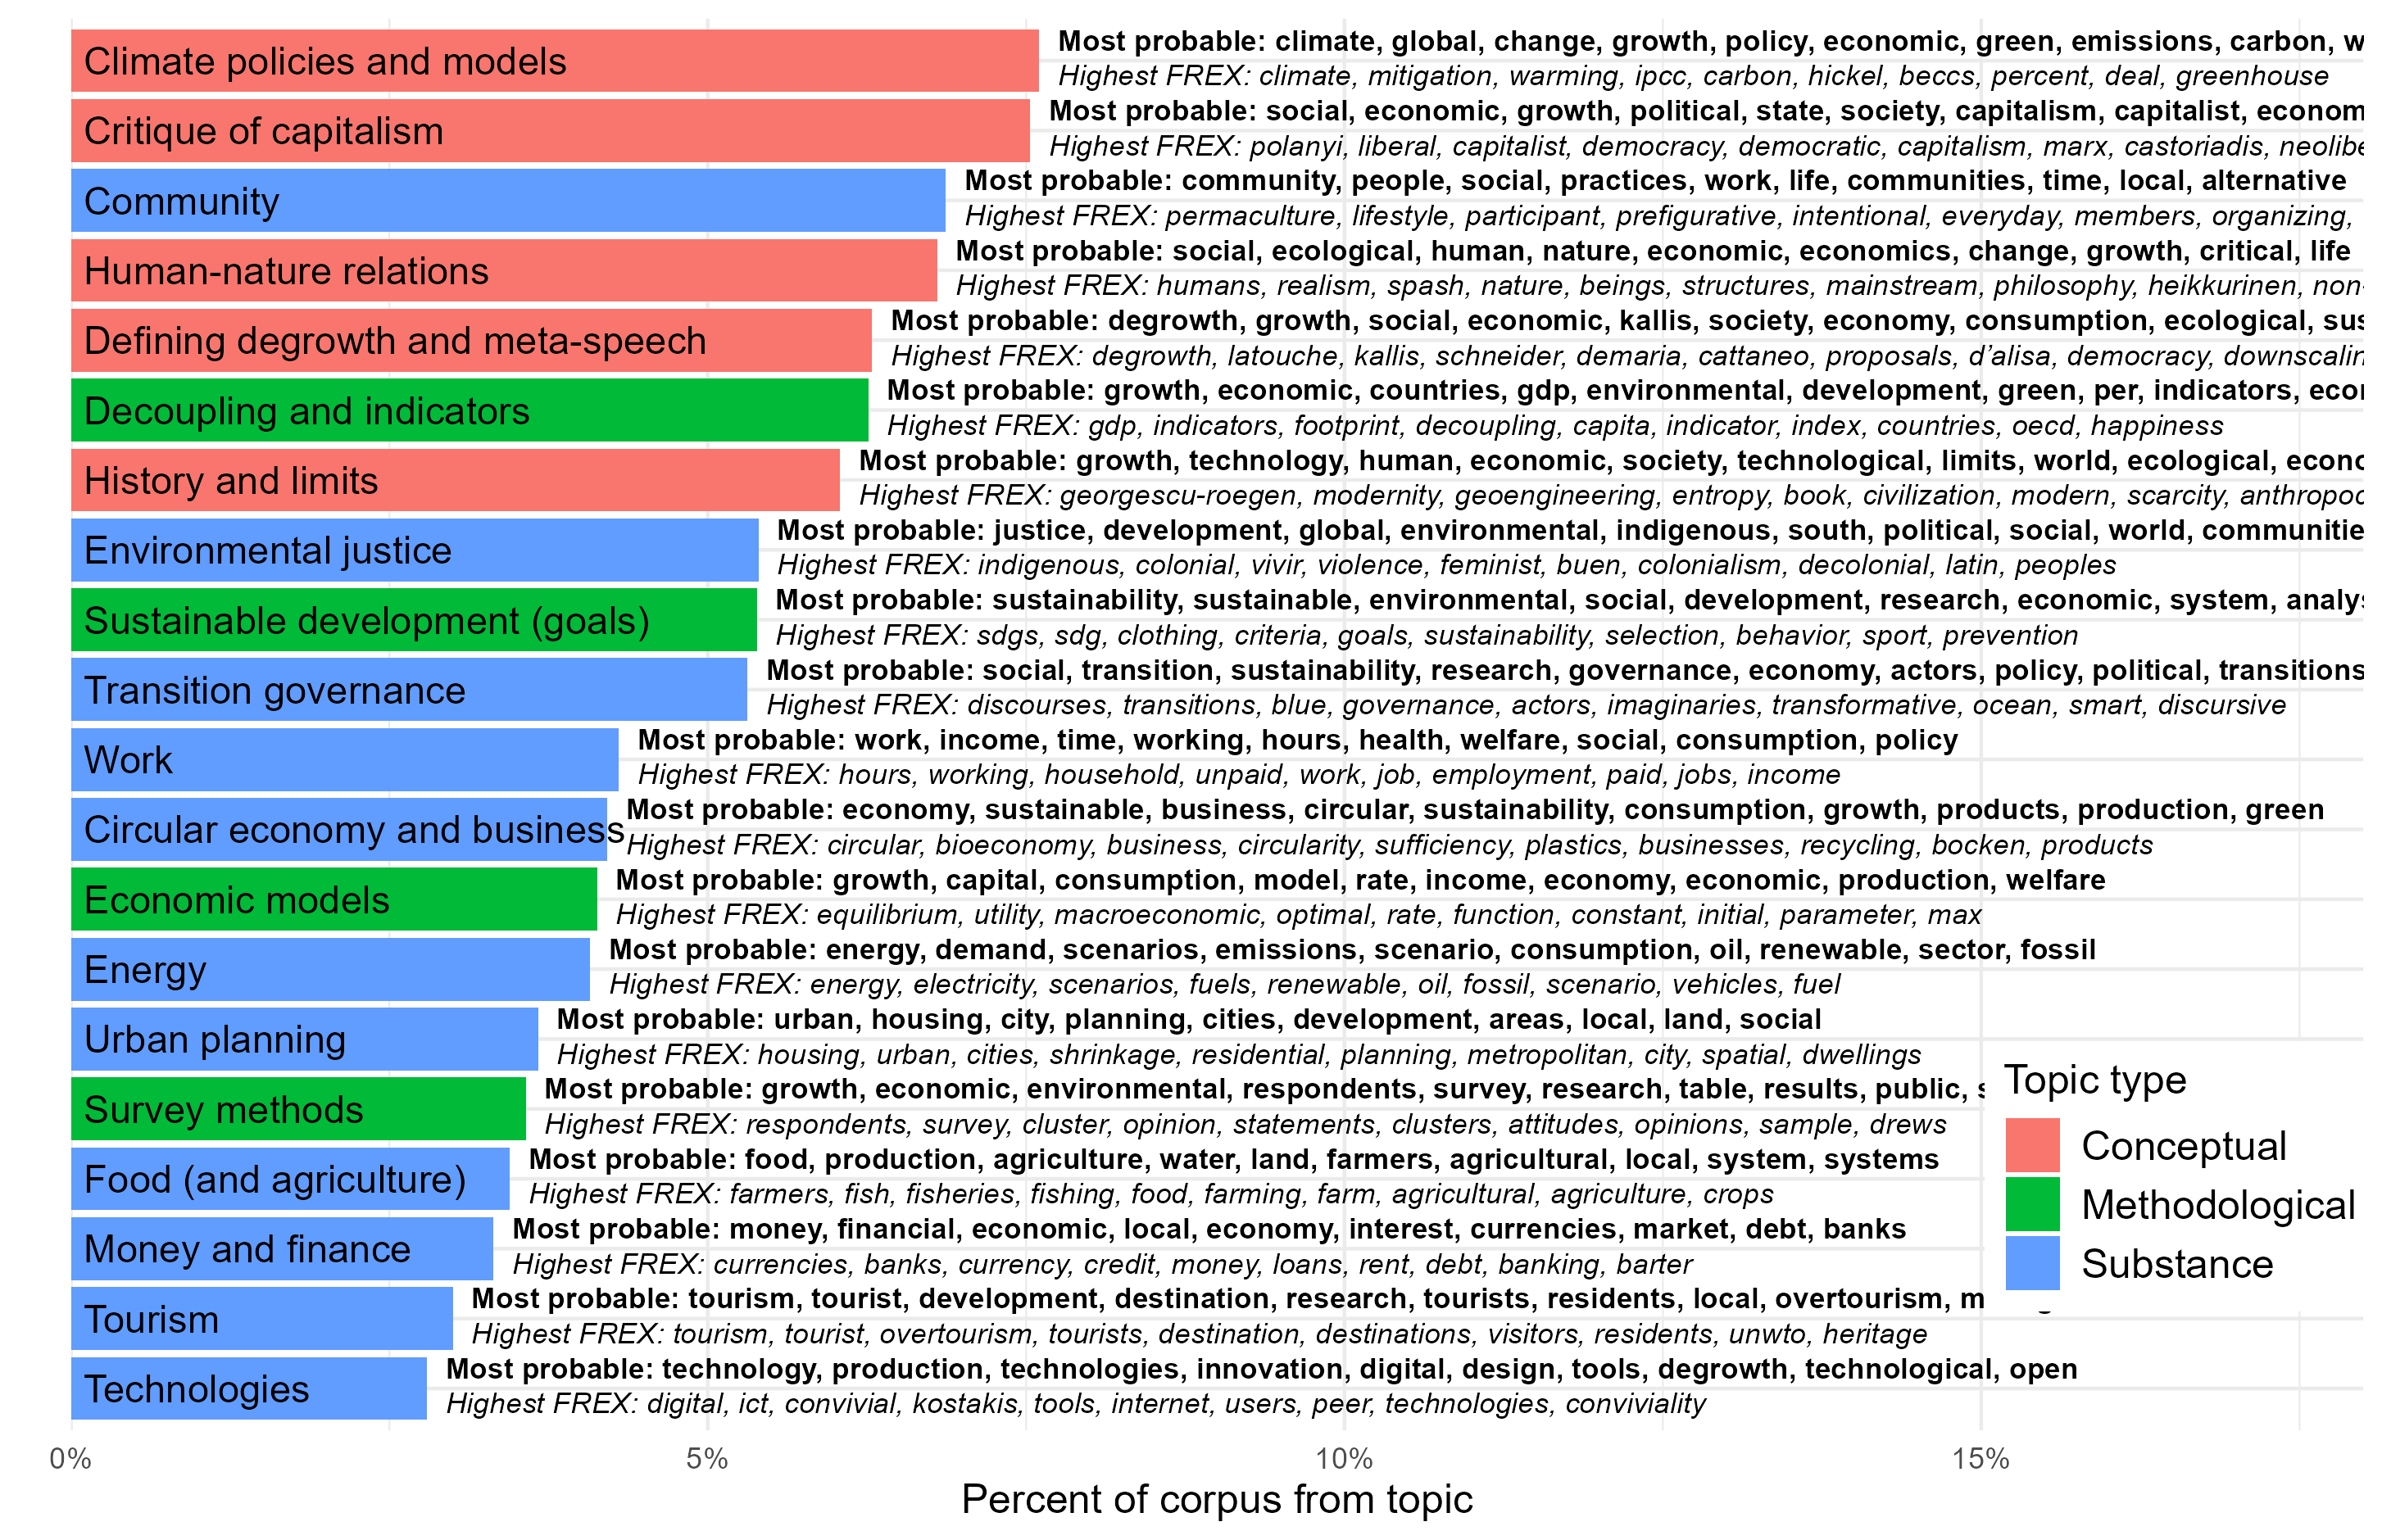 Climate policies and models
Most probable: climate, global, change, growth, policy, economic, green, emissions, carbon, w
Highest FREX: climate, mitigation, warming, ipcc, carbon, hickel, beccs, percent, deal, greenhouse
Critique of capitalism
Most probable: social, economic, growth, political, state, society, capitalism, capitalist, econom
Highest FREX: polanyi, liberal, capitalist, democracy, democratic, capitalism, marx, castoriadis, neolibe
Community
Most probable: community, people, social, practices, work, life, communities, time, local, alternative
Highest FREX: permaculture, lifestyle, participant, prefigurative, intentional, everyday, members, organizing,
Human-nature relations
Most probable: social, ecological, human, nature, economic, economics, change, growth, critical, life
Highest FREX: humans, realism, spash, nature, beings, structures, mainstream, philosophy, heikkurinen, non-
Defining degrowth and meta-speech
Most probable: degrowth, growth, social, economic, kallis, society, economy, consumption, ecological, sus
Highest FREX: degrowth, latouche, kallis, schneider, demaria, cattaneo, proposals, d’alisa, democracy, downscalin
Decoupling and indicators
Most probable: growth, economic, countries, gdp, environmental, development, green, per, indicators, econ
Highest FREX: gdp, indicators, footprint, decoupling, capita, indicator, index, countries, oecd, happiness
History and limits
Most probable: growth, technology, human, economic, society, technological, limits, world, ecological, econo
Highest FREX: georgescu-roegen, modernity, geoengineering, entropy, book, civilization, modern, scarcity, anthropoc
Environmental justice
Most probable: justice, development, global, environmental, indigenous, south, political, social, world, communitie
Highest FREX: indigenous, colonial, vivir, violence, feminist, buen, colonialism, decolonial, latin, peoples
Sustainable development (goals)
Most probable: sustainability, sustainable, environmental, social, development, research, economic, system, analys
Highest FREX: sdgs, sdg, clothing, criteria, goals, sustainability, selection, behavior, sport, prevention
Transition governance
Most probable: social, transition, sustainability, research, governance, economy, actors, policy, political, transitions
Highest FREX: discourses, transitions, blue, governance, actors, imaginaries, transformative, ocean, smart, discursive
Work
Most probable: work, income, time, working, hours, health, welfare, social, consumption, policy
Highest FREX: hours, working, household, unpaid, work, job, employment, paid, jobs, income
Circular economy and business
Most probable: economy, sustainable, business, circular, sustainability, consumption, growth, products, production, green
Highest FREX: circular, bioeconomy, business, circularity, sufficiency, plastics, businesses, recycling, bocken, products
Economic models
Most probable: growth, capital, consumption, model, rate, income, economy, economic, production, welfare
Highest FREX: equilibrium, utility, macroeconomic, optimal, rate, function, constant, initial, parameter, max
Energy
Most probable: energy, demand, scenarios, emissions, scenario, consumption, oil, renewable, sector, fossil
Highest FREX: energy, electricity, scenarios, fuels, renewable, oil, fossil, scenario, vehicles, fuel
Urban planning
Most probable: urban, housing, city, planning, cities, development, areas, local, land, social
Highest FREX: housing, urban, cities, shrinkage, residential, planning, metropolitan, city, spatial, dwellings
Survey methods
Most probable: growth, economic, environmental, respondents, survey, research, table, results, public,
Highest FREX: respondents, survey, cluster, opinion, statements, clusters, attitudes, opinions, sample, drews
Food (and agriculture)
Most probable: food, production, agriculture, water, land, farmers, agricultural, local, system, systems
Highest FREX: farmers, fish, fisheries, fishing, food, farming, farm, agricultural, agriculture, crops
Money and finance
Most probable: money, financial, economic, local, economy, interest, currencies, market, debt, banks
Highest FREX: currencies, banks, currency, credit, money, loans, rent, debt, banking, barter
Tourism
Most probable: tourism, tourist, development, destination, research, tourists, residents, local, overtourism,
Highest FREX: tourism, tourist, overtourism, tourists, destination, destinations, visitors, residents, unwto, heritage
Technologies
Most probable: technology, production, technologies, innovation, digital, design, tools, degrowth, technological, open
Highest FREX: digital, ict, convivial, kostakis, tools, internet, users, peer, technologies, conviviality
Topic type
Conceptual
Methodological
Substance
0% 5% 10% 15%
Percent of corpus from topic